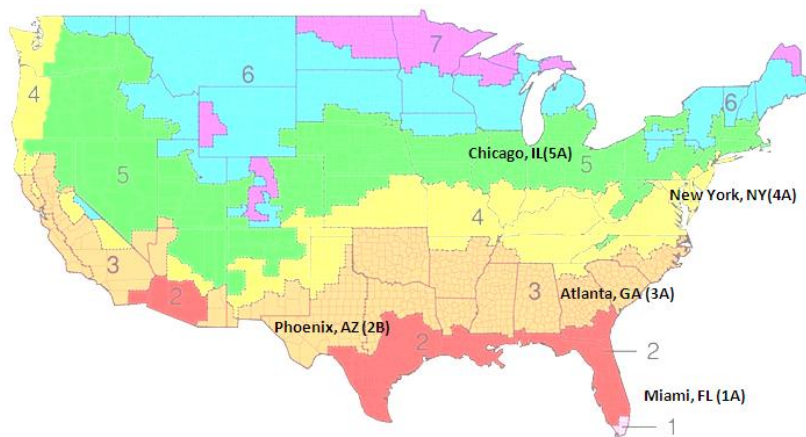 7
6
4
6
Chicago, IL(5A)
5
5
New York, NY(4A)
4
3
2
3
Atlanta, GA (3A)
Phoenix, AZ (2B)
2
2
Miami, FL (1A)
1